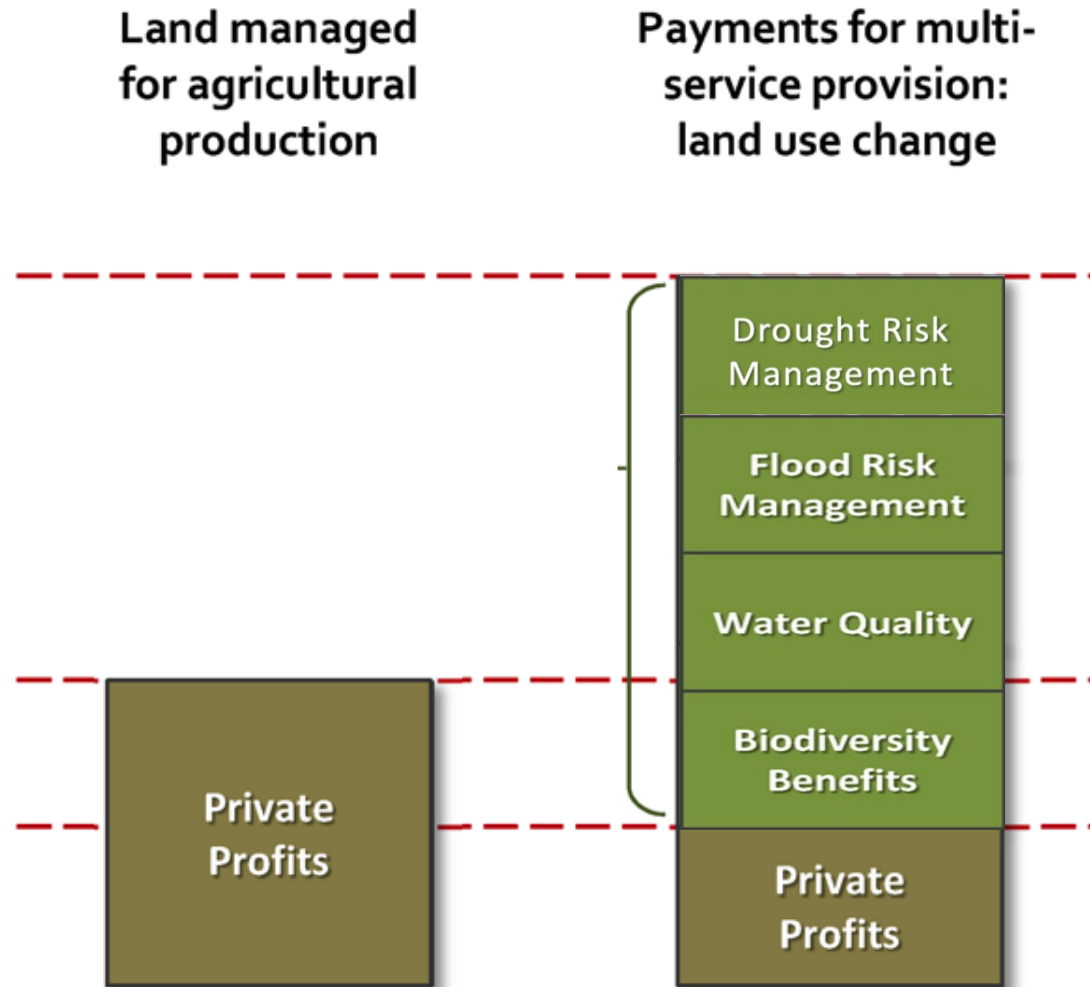 Land managed
for agricultural
production
Payments for multi-
service provision:
land use change
Drought Risk
Management
Flood Risk
Management
Water Quality
Biodiversity
Benefits
Private
Profits
Private
Profits